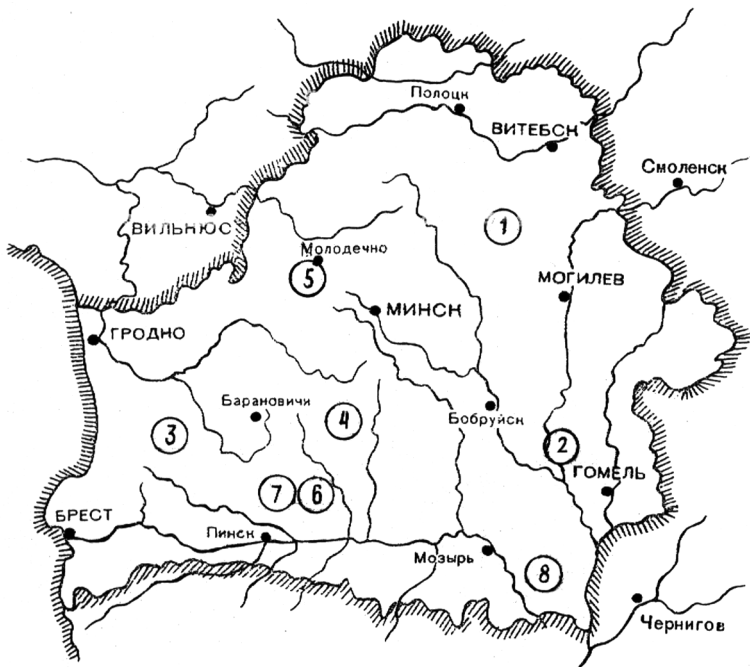 Полоцк
ВИТЕБСК
Смоленск
ВИЛЬНЮС
1
Молодечно
5
МОГИЛЕВ
МИНСК
ГРОДНО
Барановичи
4
Бобруйск
3
2
ГОМЕЛЬ
7
6
БРЕСТ
Пинск
Мозырь
8
Чернигов